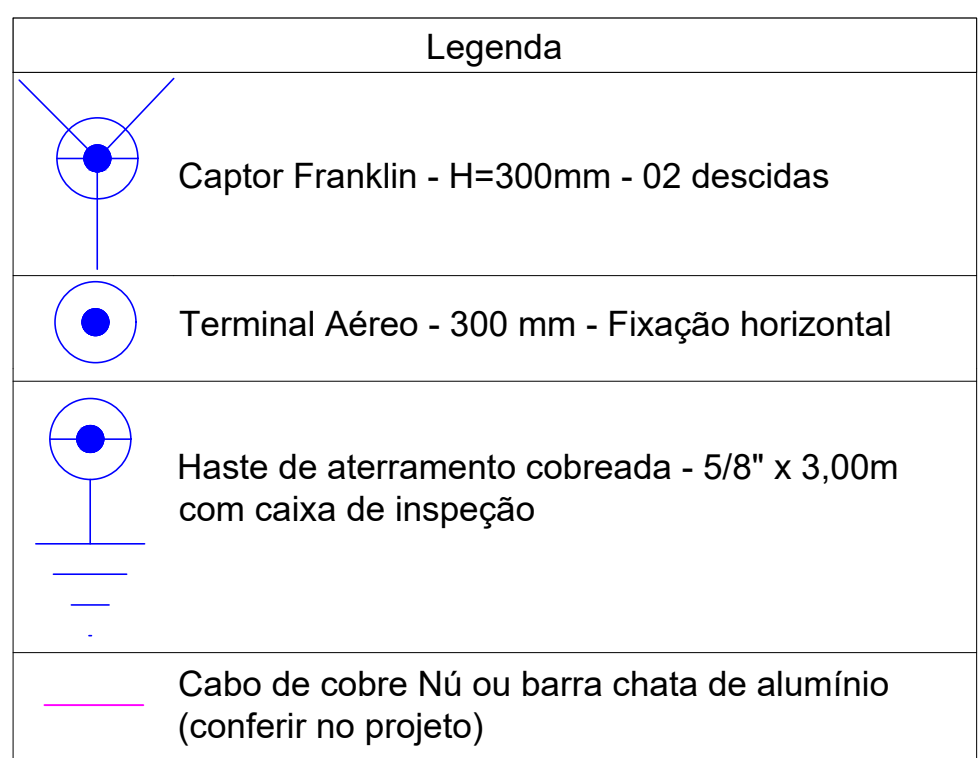 Legenda
Captor Franklin - H=300mm - 02 descidas
Terminal Aéreo - 300 mm - Fixação horizontal
Haste de aterramento cobreada - 5/8" x 3,00m
com caixa de inspeção
Cabo de cobre Nú ou barra chata de alumínio
(conferir no projeto)